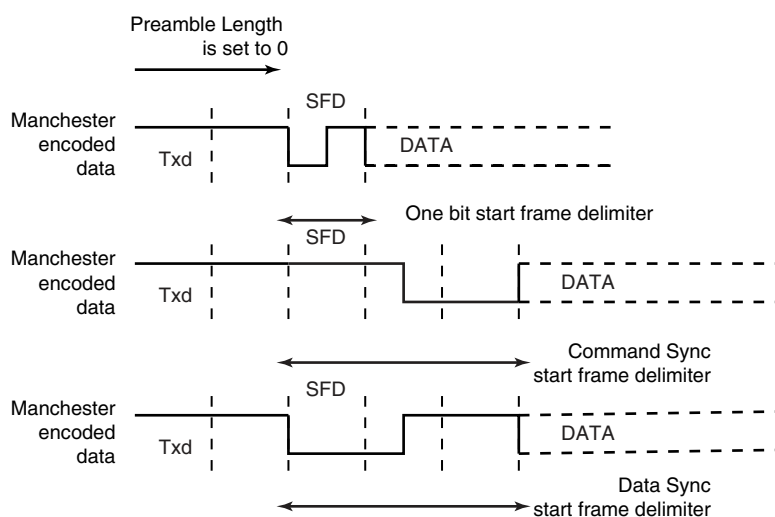 Preamble Length
is set to 0
SFD
Manchester
encoded
data
Txd
DATA
One bit start frame delimiter
SFD
Manchester
encoded
data
Txd
DATA
Command Sync
start frame delimiter
SFD
Manchester
encoded
data
Txd
DATA
Data Sync
start frame delimiter